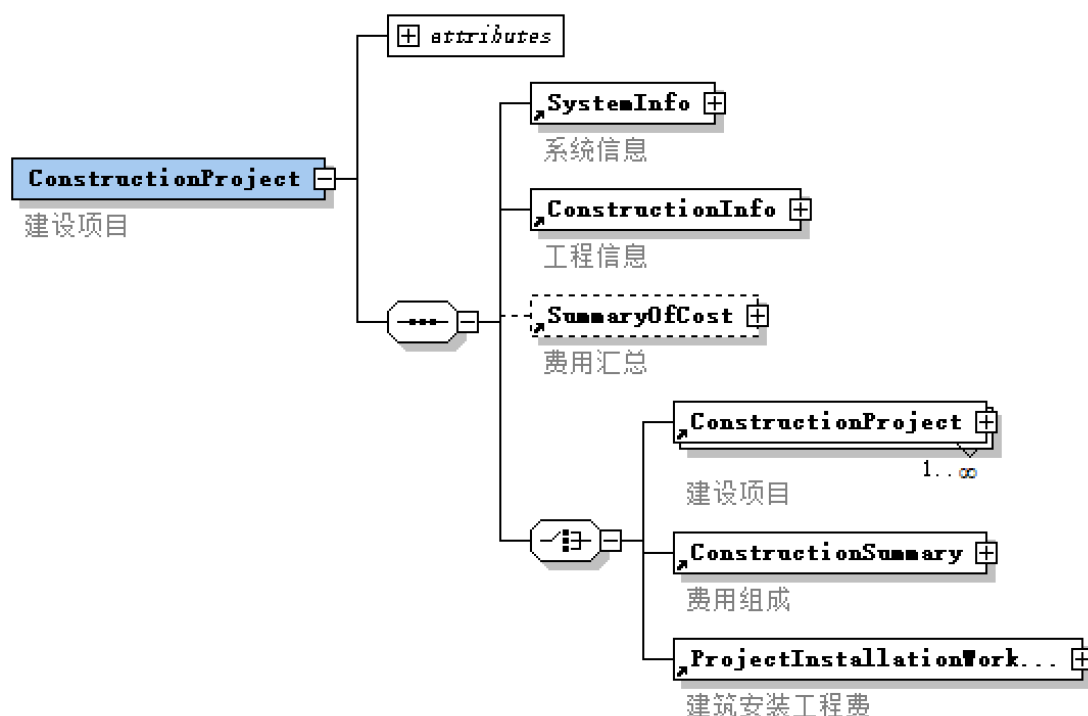 attributes
SystemInfo
系统信息
ConstructionProject
建设项目
ConstructionInfo
工程信息
SummaryOfCost
费用汇总
ConstructionProject
1..∞
建设项目
ConstructionSummary
费用组成
ProjectInstallationWork...
建筑安装工程费